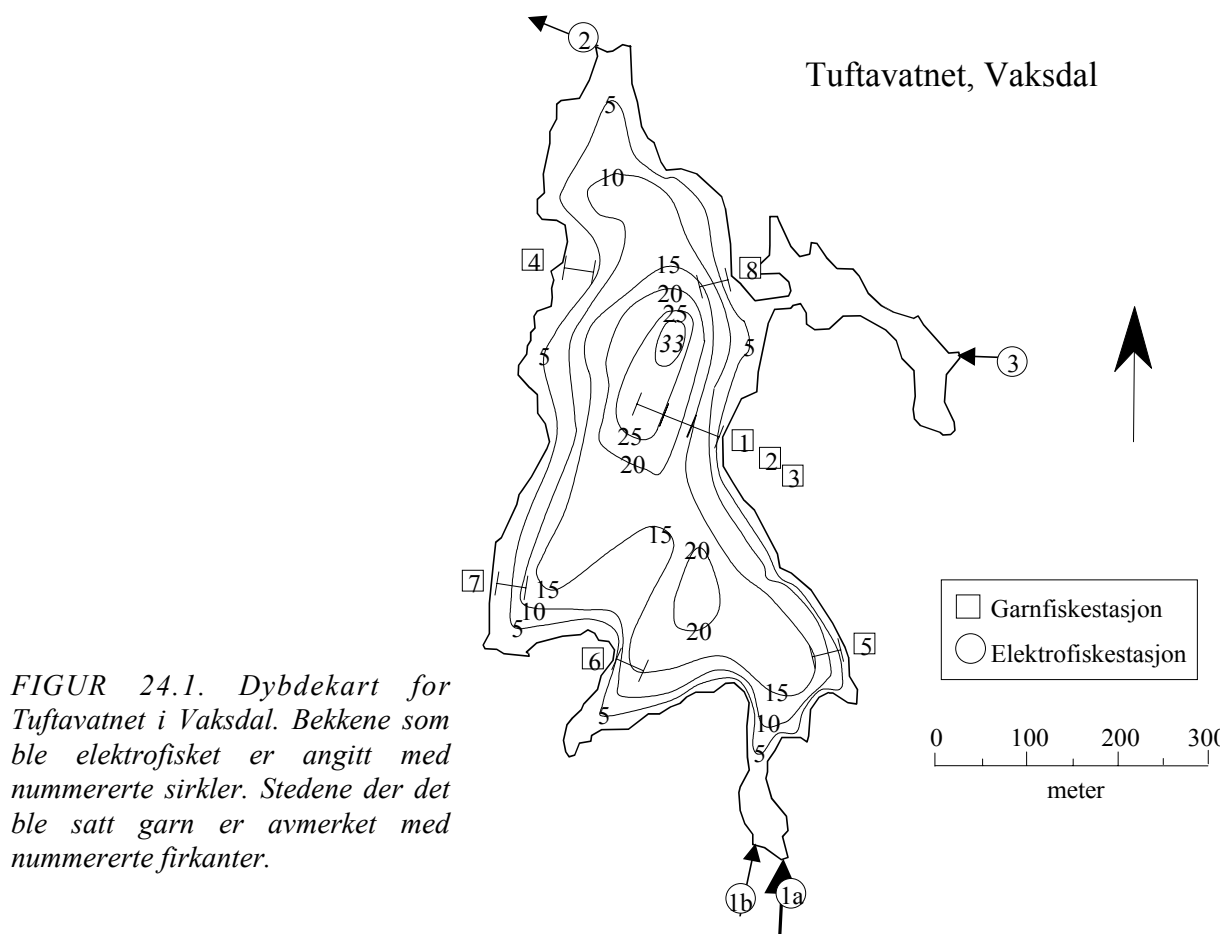 2
Tuftavatnet, Vaksdal
5
10
4
15
8
20
25
33
5
5
3
25
20
1
2
3
15
20
7
15
10
5
20
6
5
15
5
10
5
1b
1a
Garnfiskestasjon
Elektrofiskestasjon
0 100 200 300
meter
FIGUR 24.1. Dybdekart for
Tuftavatnet i Vaksdal. Bekkene som
ble elektrofisket er angitt med
nummererte sirkler. Stedene der det
ble satt garn er avmerket med
nummererte firkanter.